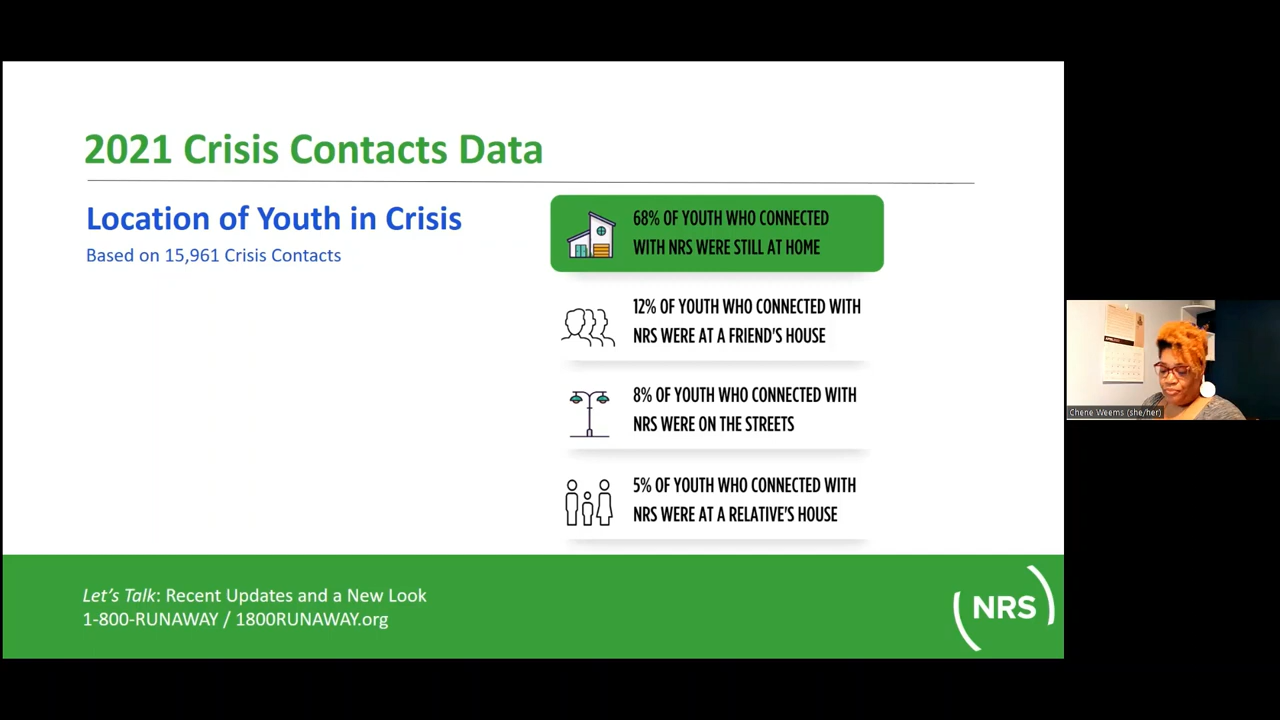 2021 Crisis Contacts Data
Location of Youth in Crisis
Based on 15,961 Crisis Contacts
68% OF YOUTH WHO CONNECTED
WITH NRS WERE STILL AT HOME
12% OF YOUTH WHO CONNECTED WITH
NRS WERE AT A FRIEND'S HOUSE
8% OF YOUTH WHO CONNECTED WITH
NRS WERE ON THE STREETS
5% OF YOUTH WHO CONNECTED WITH
NRS WERE AT A RELATIVE'S HOUSE
Let's Talk: Recent Updates and a New Look
1-800-RUNAWAY / 1800RUNAWAY.org
NRS
Chene Weems (she/her)